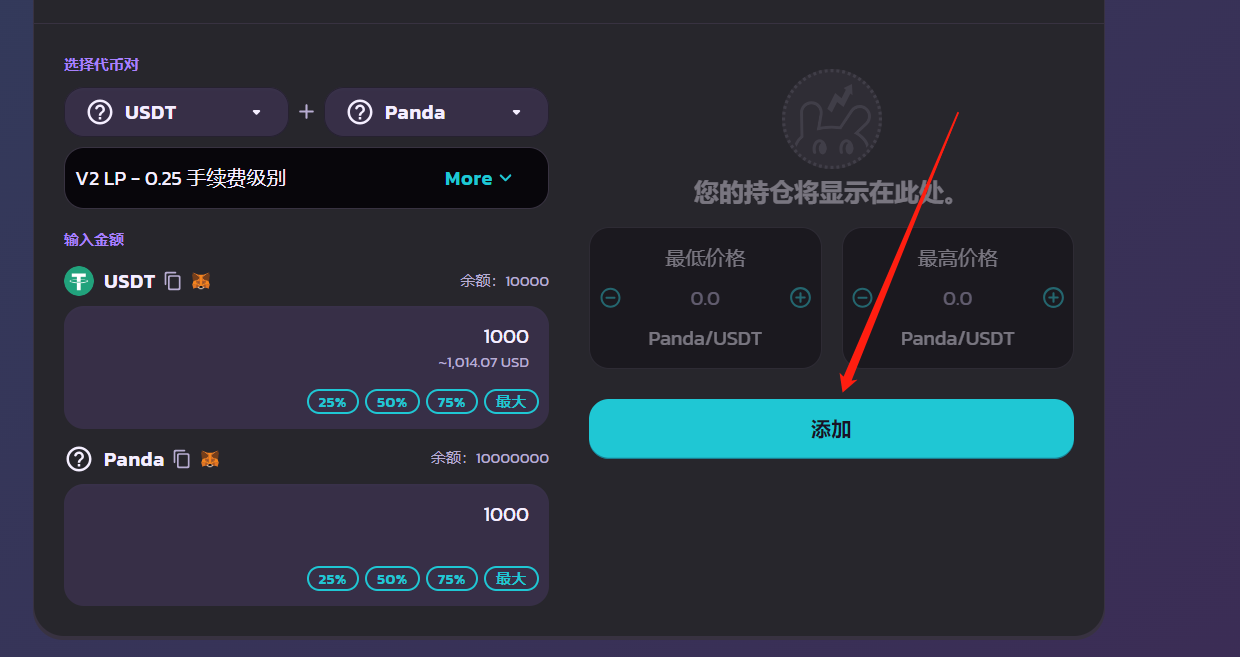 选择代币对
USDT + Panda
V2 LP - 0.25 手续费级别 More
输入金额
USDT 余额：10000
1000
~1,014.07 USD
25% 50% 75% 最大
Panda 余额：10000000
1000
25% 50% 75% 最大
您的持仓将显示在此处。
最低价格 最高价格
0.0 0.0
Panda/USDT Panda/USDT
添加